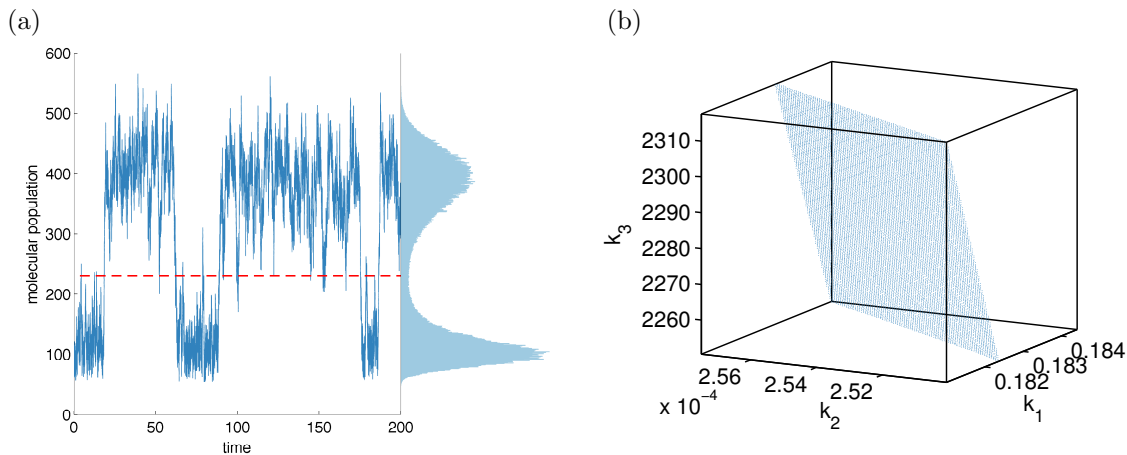 (a)
600
500
400
300
200
100
0
molecular population
0 50 100 150 200
time
(b)
2310
2300
2290
2280
2270
2260
k3
2.56 2.54 2.52
x 10−4
k2
0.182 0.183 0.184
k1